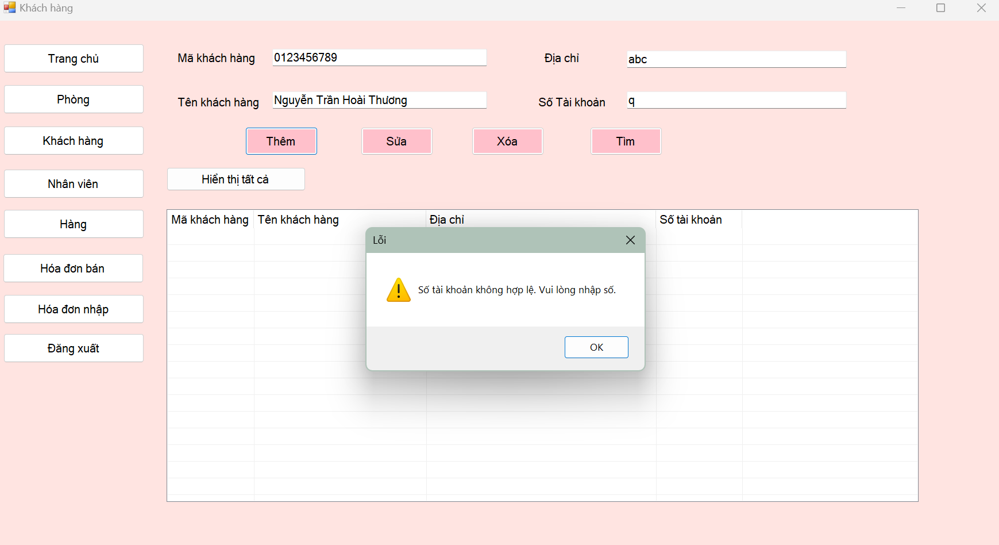 Khách hàng
Trang chủ
Phòng
Khách hàng
Nhân viên
Hàng
Hóa đơn bán
Hóa đơn nhập
Đăng xuất
Mã khách hàng 0123456789 Địa chỉ abc
Tên khách hàng Nguyễn Trần Hoài Thương Số Tài khoản q
Thêm Sửa Xóa Tìm
Hiển thị tất cả
Mã khách hàng Tên khách hàng Địa chỉ Số tài khoản
Lỗi
Số tài khoản không hợp lệ. Vui lòng nhập số.
OK